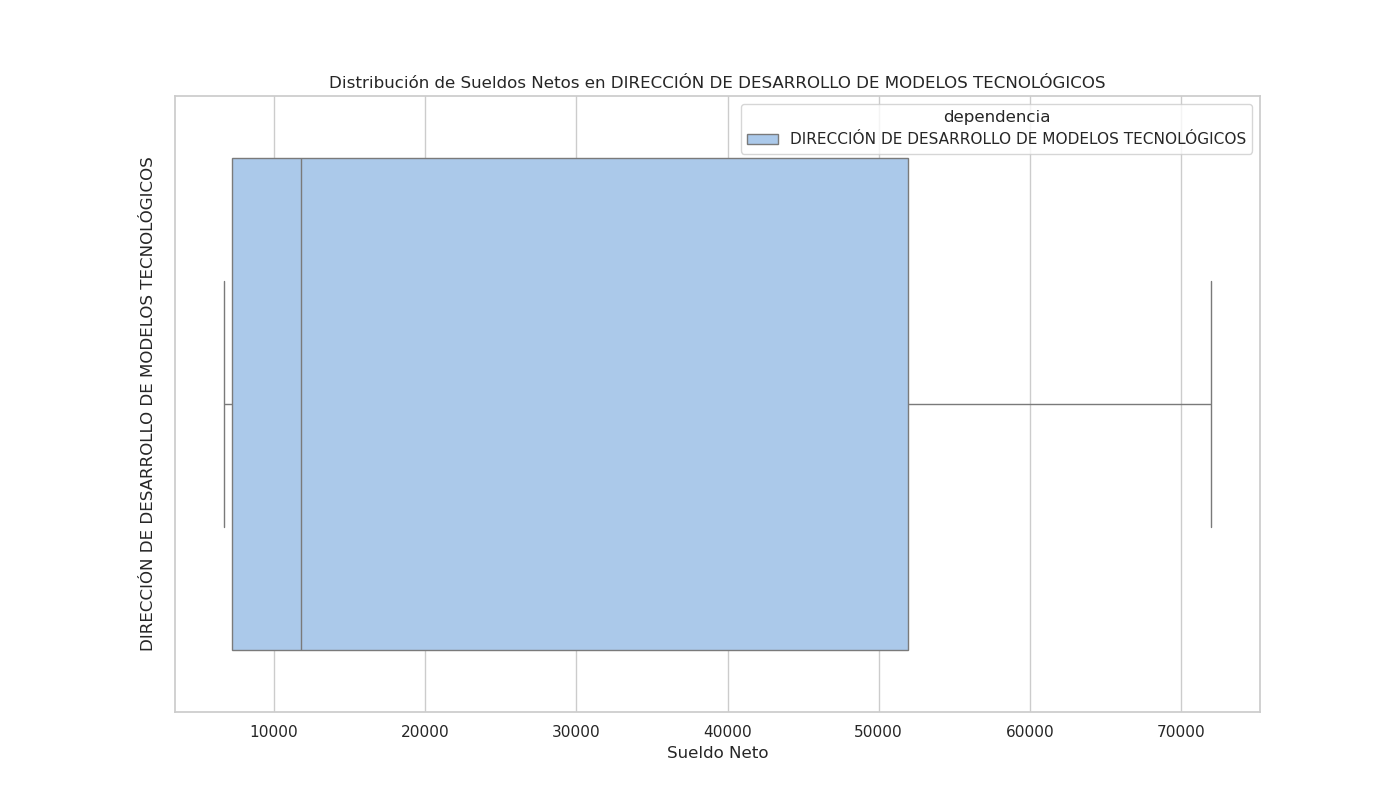 Distribución de Sueldos Netos en DIRECCIÓN DE DESARROLLO DE MODELOS TECNOLÓGICOS
dependencia
DIRECCIÓN DE DESARROLLO DE MODELOS TECNOLÓGICOS
DIRECCIÓN DE DESARROLLO DE MODELOS TECNOLÓGICOS
10000 20000 30000 40000 50000 60000 70000
Sueldo Neto